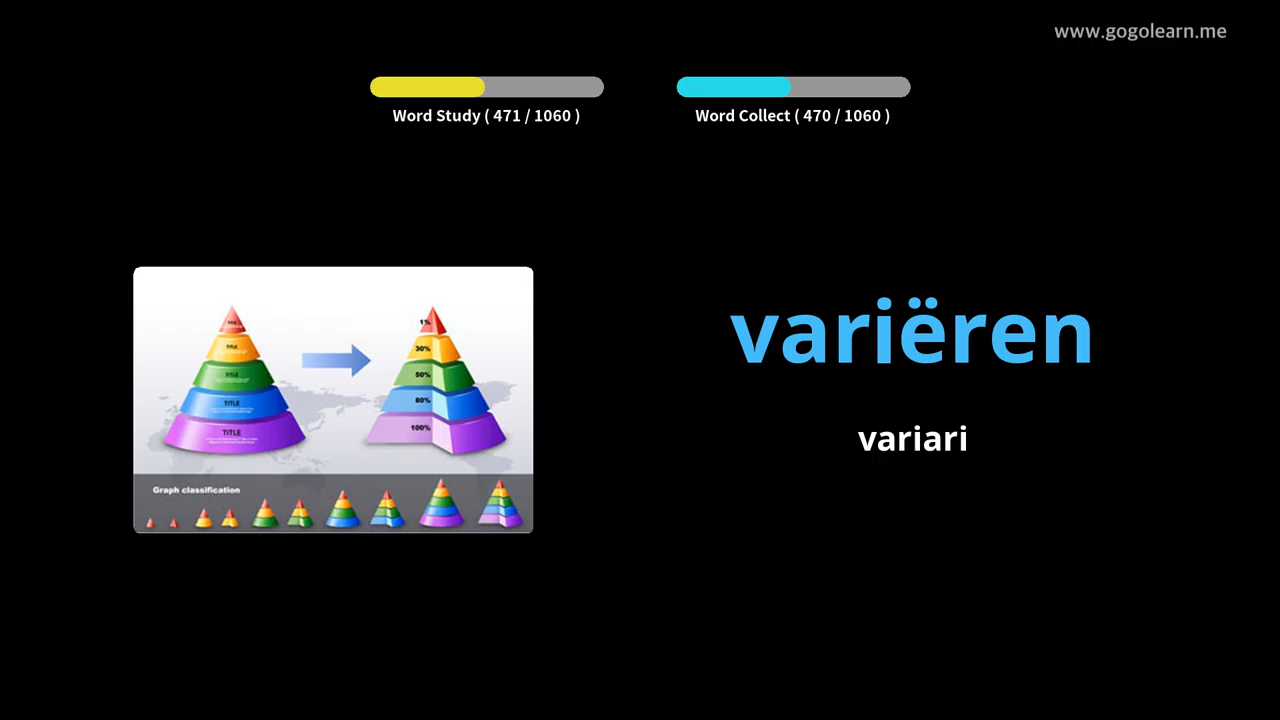 www.gogolearn.me
Word Study ( 471 / 1060 )
Word Collect ( 470 / 1060 )
variëren
variari
TITLE
TITLE
TITLE
TITLE
1%
30%
50%
80%
100%
Graph classification